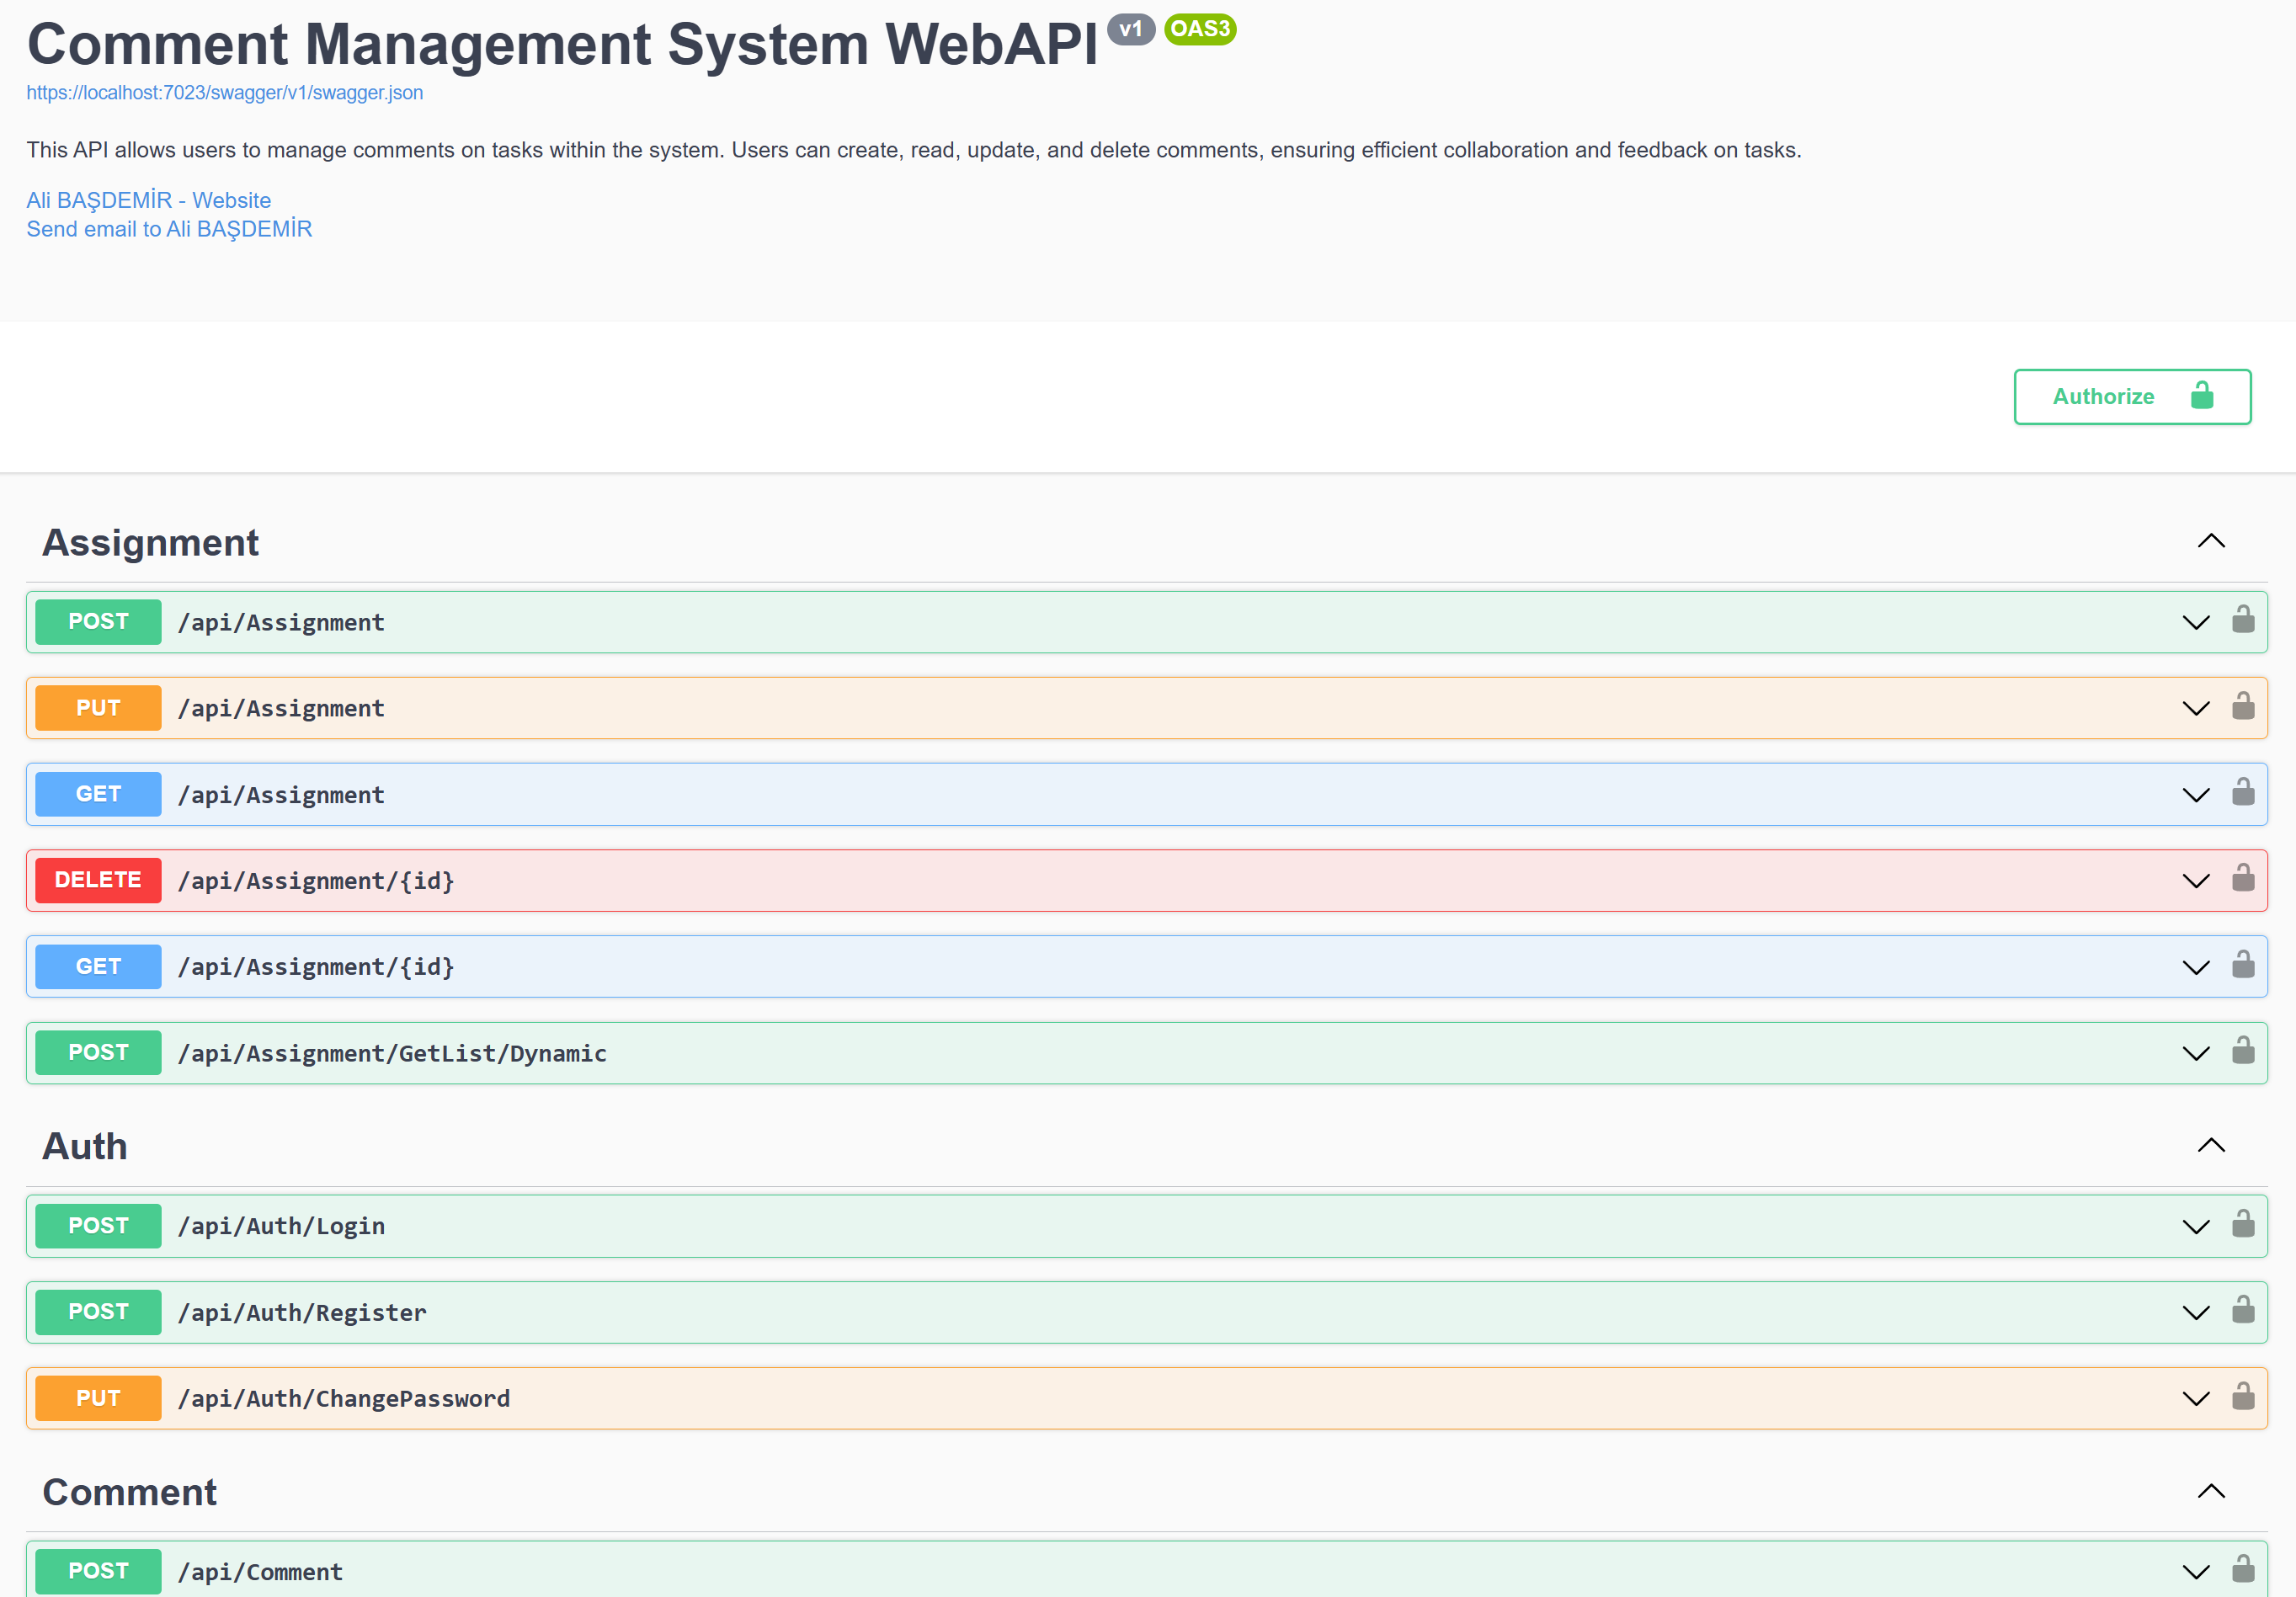 Comment Management System WebAPI v1 OAS3
https://localhost:7023/swagger/v1/swagger.json
This API allows users to manage comments on tasks within the system. Users can create, read, update, and delete comments, ensuring efficient collaboration and feedback on tasks.
Ali BAŞDEMİR - Website
Send email to Ali BAŞDEMİR
Authorize
Assignment
POST /api/Assignment
PUT /api/Assignment
GET /api/Assignment
DELETE /api/Assignment/{id}
GET /api/Assignment/{id}
POST /api/Assignment/GetList/Dynamic
Auth
POST /api/Auth/Login
POST /api/Auth/Register
PUT /api/Auth/ChangePassword
Comment
POST /api/Comment